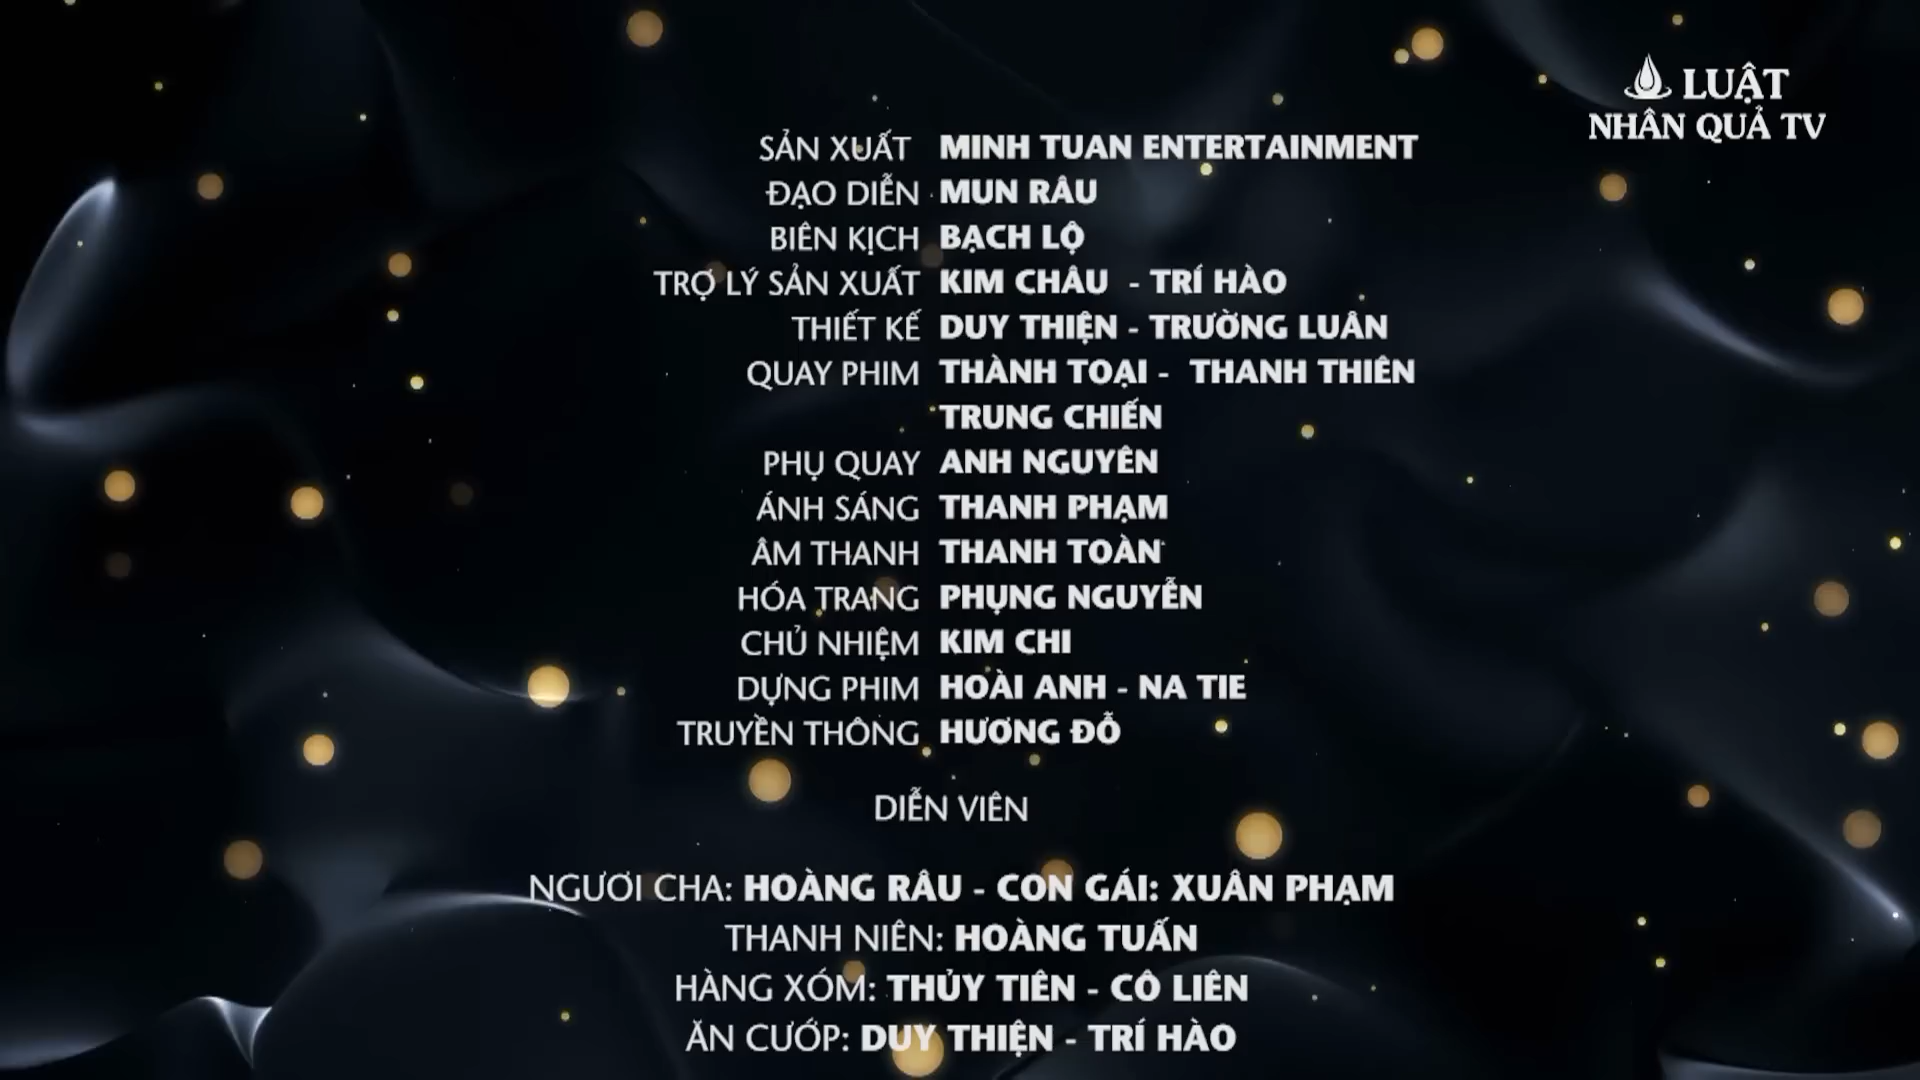 LUẬT
NHÂN QUẢ TV
SẢN XUẤT MINH TUAN ENTERTAINMENT
ĐẠO DIỄN MUN RÂU
BIÊN KỊCH BẠCH LỘ
TRỢ LÝ SẢN XUẤT KIM CHÂU - TRÍ HÀO
THIẾT KẾ DUY THIỆN - TRƯỜNG LUÂN
QUAY PHIM THÀNH TOẠI - THANH THIÊN
TRUNG CHIẾN
PHỤ QUAY ANH NGUYÊN
ÁNH SÁNG THANH PHẠM
ÂM THANH THANH TOÀN
HÓA TRANG PHỤNG NGUYỄN
CHỦ NHIỆM KIM CHI
DỰNG PHIM HOÀI ANH - NA TIE
TRUYỀN THÔNG HƯƠNG ĐỖ
DIỄN VIÊN
NGƯƠI CHA: HOÀNG RÂU - CON GÁI: XUÂN PHẠM
THANH NIÊN: HOÀNG TUẤN
HÀNG XÓM: THỦY TIÊN - CÔ LIÊN
ĂN CƯỚP: DUY THIỆN - TRÍ HÀO